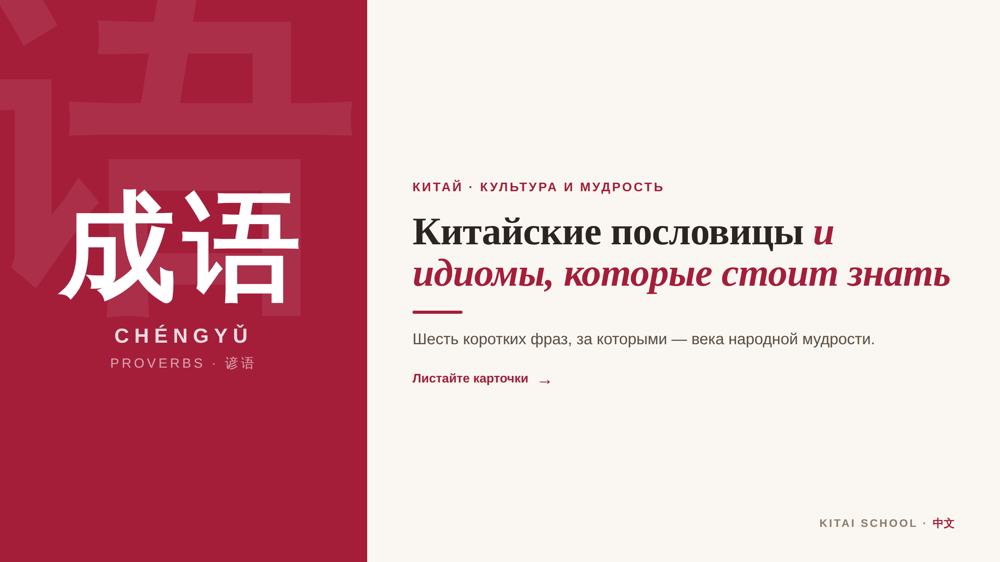 语
成语
CHÉNGYǓ
PROVERBS · 谚语
КИТАЙ · КУЛЬТУРА И МУДРОСТЬ
Китайские пословицы и
идиомы, которые стоит знать
Шесть коротких фраз, за которыми — века народной мудрости.
Листайте карточки →
KITAI SCHOOL · 中文